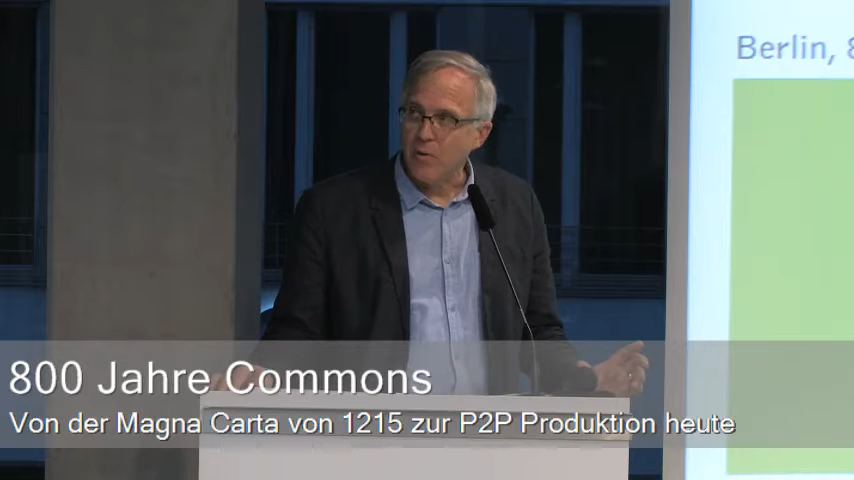 Berlin, 8
800 Jahre Commons
Von der Magna Carta von 1215 zur P2P Produktion heute